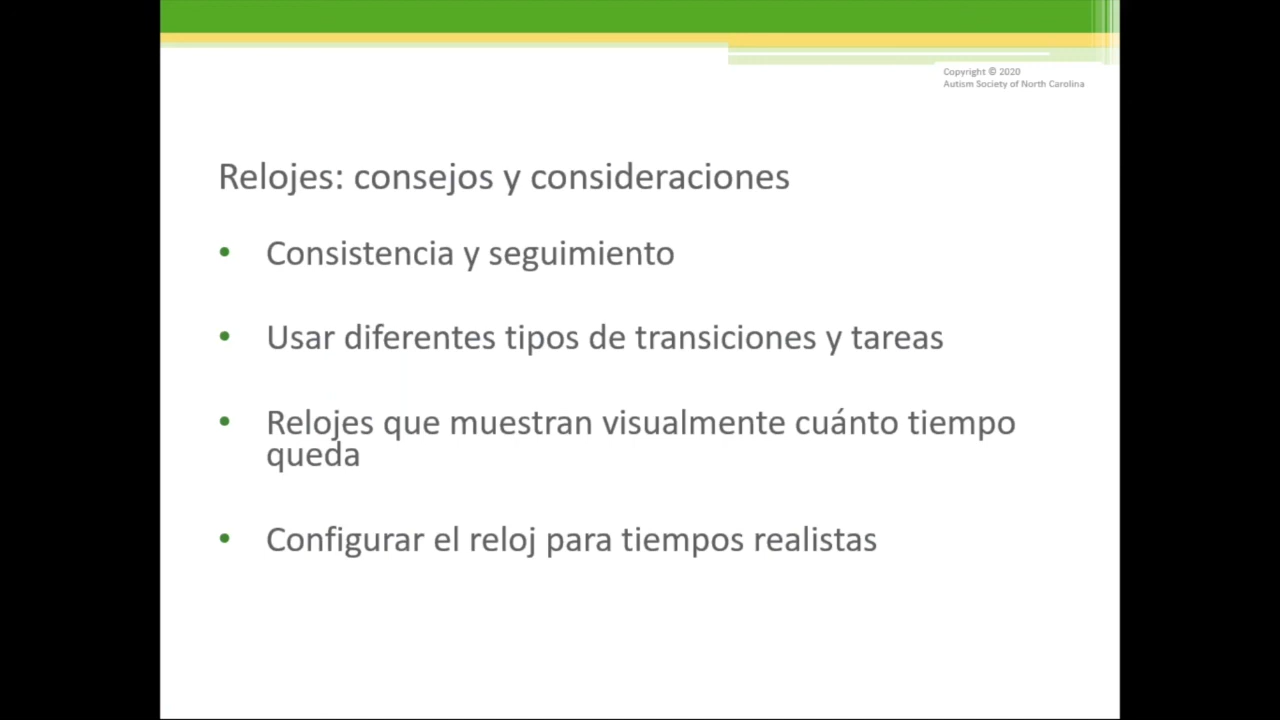 Copyright © 2020
Autism Society of North Carolina
Relojes: consejos y consideraciones
• Consistencia y seguimiento
• Usar diferentes tipos de transiciones y tareas
• Relojes que muestran visualmente cuánto tiempo
queda
• Configurar el reloj para tiempos realistas